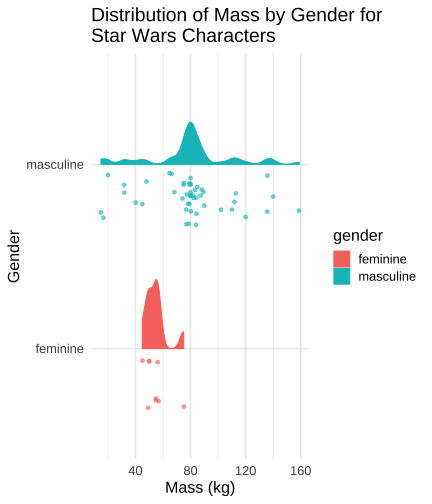 Distribution of Mass by Gender for
Star Wars Characters
masculine
feminine
Gender
40 80 120 160
Mass (kg)
gender
feminine
masculine